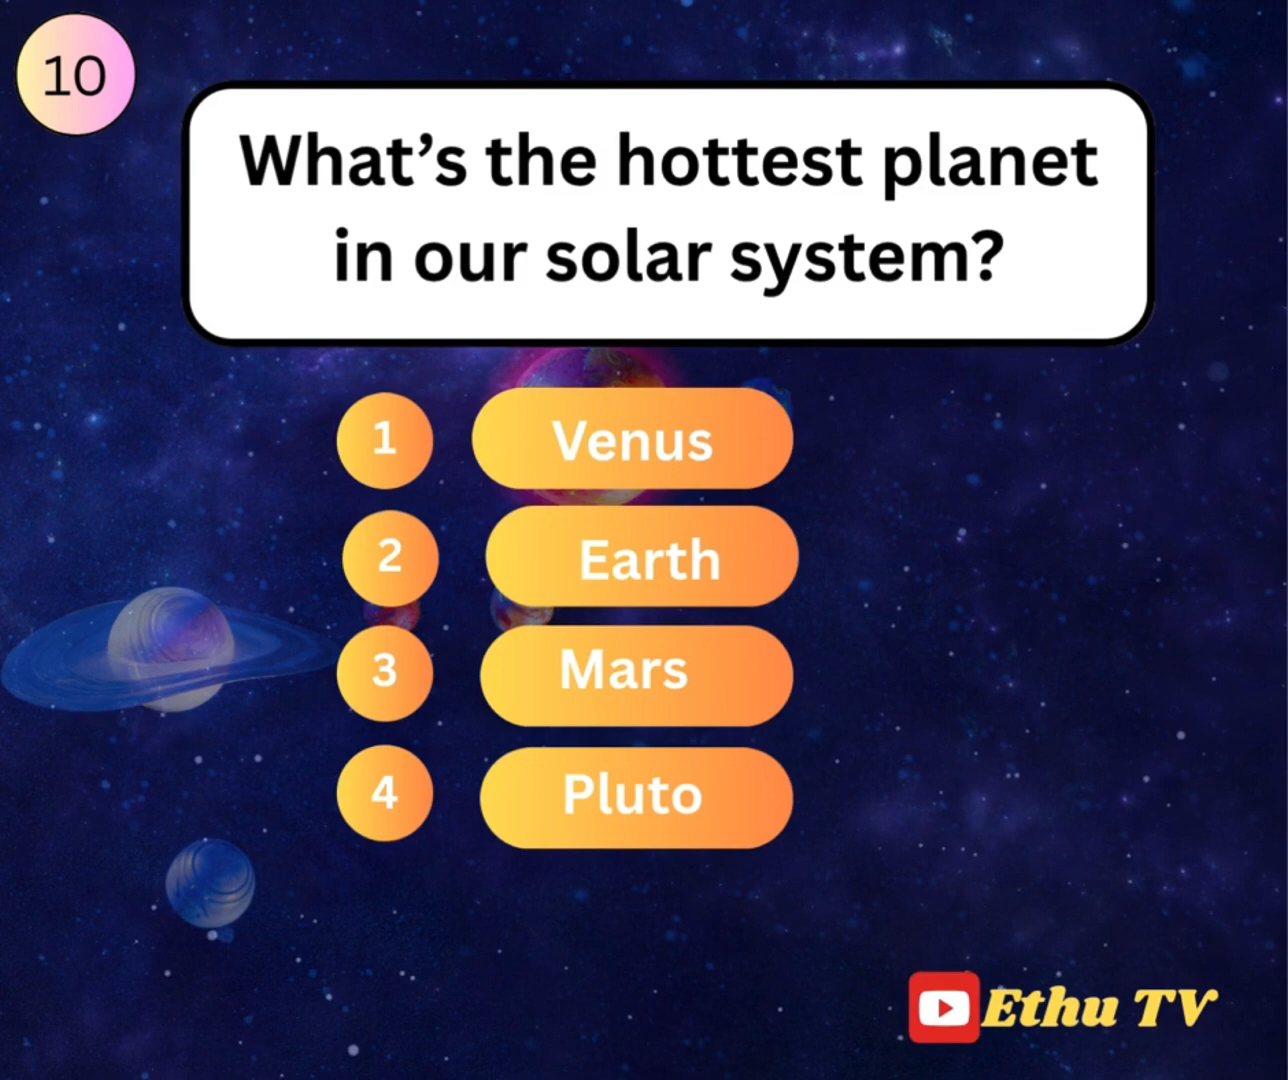 10
What’s the hottest planet
in our solar system?
1 Venus
2 Earth
3 Mars
4 Pluto
Ethu TV